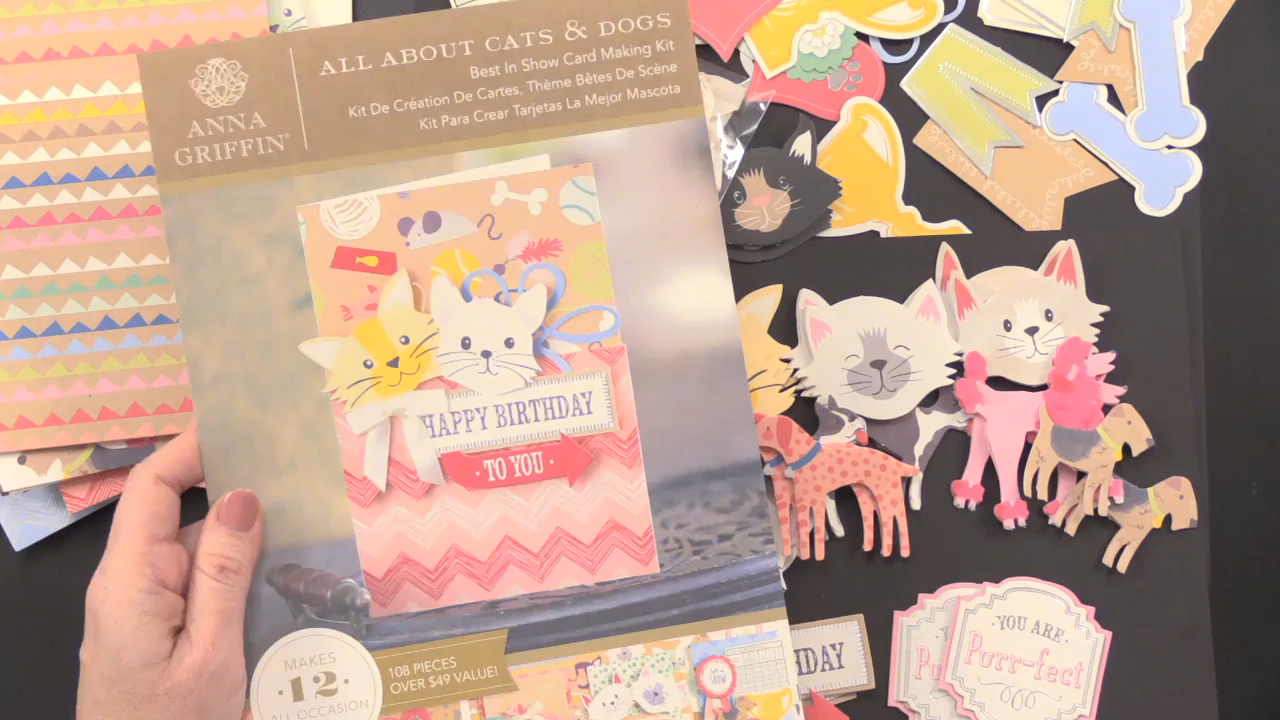 ALL ABOUT CATS & DOGS
Best In Show Card Making Kit
Kit De Création De Cartes, Thème Bêtes De Scène
Kit Para Crear Tarjetas La Mejor Mascota
ANNA
GRIFFIN®
HAPPY BIRTHDAY
· TO YOU ·
MAKES
· 12 ·
ALL OCCASION
108 PIECES
OVER $49 VALUE!
HDAY
Pu
· YOU ARE ·
Purr-fect